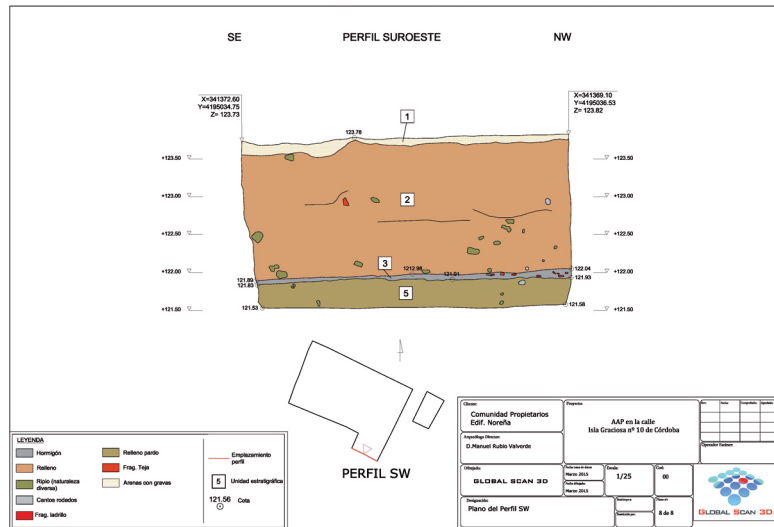 SE PERFIL SUROESTE NW
X=341372.60
Y=4195034.75
Z= 123.73
X=341369.10
Y=4195036.53
Z= 123.82
1
123.78
+123.50 +123.50
+123.00 +123.00
2
+122.50 +122.50
3
1212.98
121.91
122.04
+122.00 +122.00
121.89
121.83
121.93
5
121.53
121.58
+121.50 +121.50
PERFIL SW
LEYENDA
Hormigón
Relleno
Ripio (naturaleza diversa)
Cantos rodados
Frag. ladrillo
Relleno pardo
Frag. Teja
Arenas con gravas
Emplazamiento perfil
5 Unidad estratigráfica
121.56 Cota
Cliente:
Comunidad Propietarios
Edif. Noreña
Proyecto:
AAP en la calle
Isla Graciosa nº 10 de Córdoba
Arqueólogo Director:
D.Manuel Rubio Valverde
Dibujado:
GLOBAL SCAN 3D
Marzo 2015
Marzo 2015
Escala:
1/25
Cod:
00
Designación:
Plano del Perfil SW
8 de 8
GLOBAL SCAN 3D